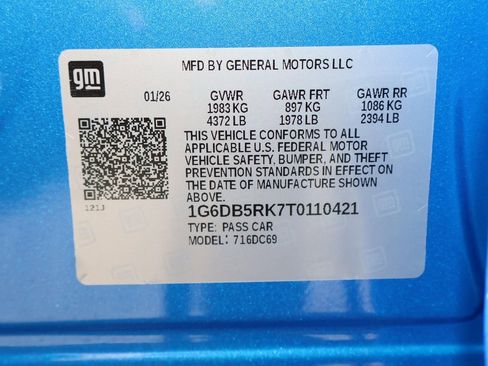 gm
MFD BY GENERAL MOTORS LLC
01/26 GVWR GAWR FRT GAWR RR
1983 KG 897 KG 1086 KG
4372 LB 1978 LB 2394 LB
THIS VEHICLE CONFORMS TO ALL
APPLICABLE U.S. FEDERAL MOTOR
VEHICLE SAFETY, BUMPER, AND THEFT
PREVENTION STANDARDS IN EFFECT ON
THE DATE OF MANUFACTURE SHOWN
ABOVE.
121J
1G6DB5RK7T0110421
TYPE: PASS CAR
MODEL: 716DC69